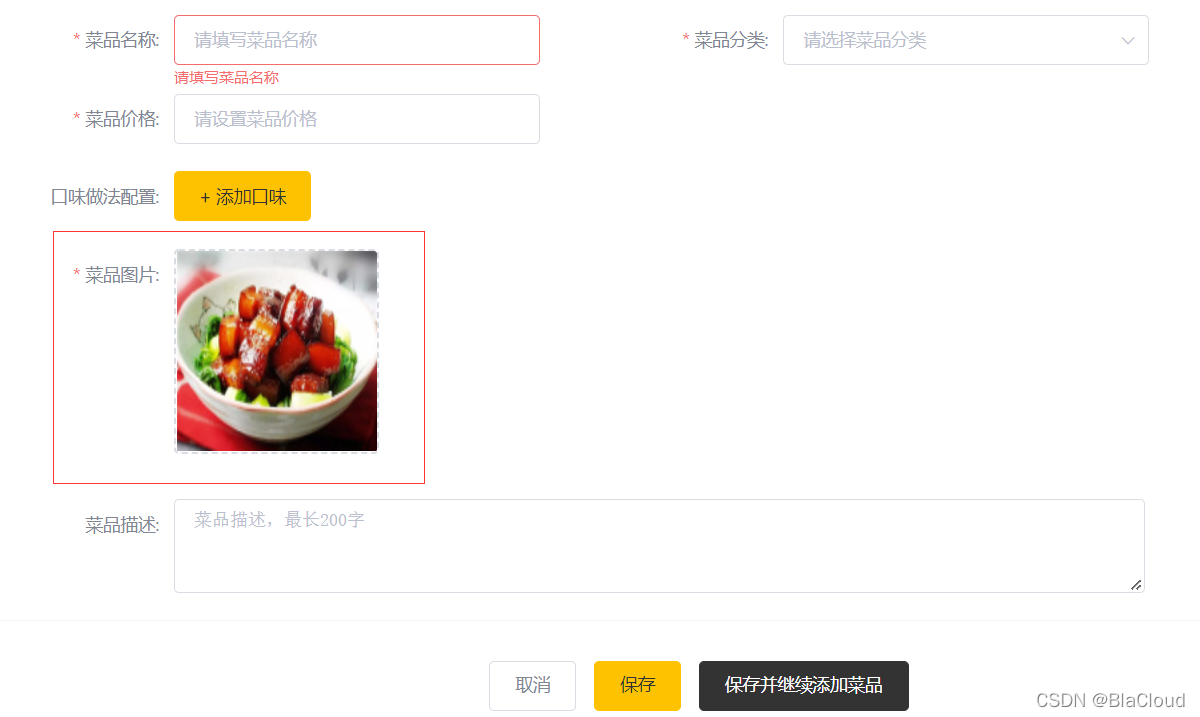 * 菜品名称: 请填写菜品名称 * 菜品分类: 请选择菜品分类
请填写菜品名称
* 菜品价格: 请设置菜品价格
口味做法配置: + 添加口味
* 菜品图片:
菜品描述: 菜品描述，最长200字
取消 保存 保存并继续添加菜品
CSDN @BlaCloud